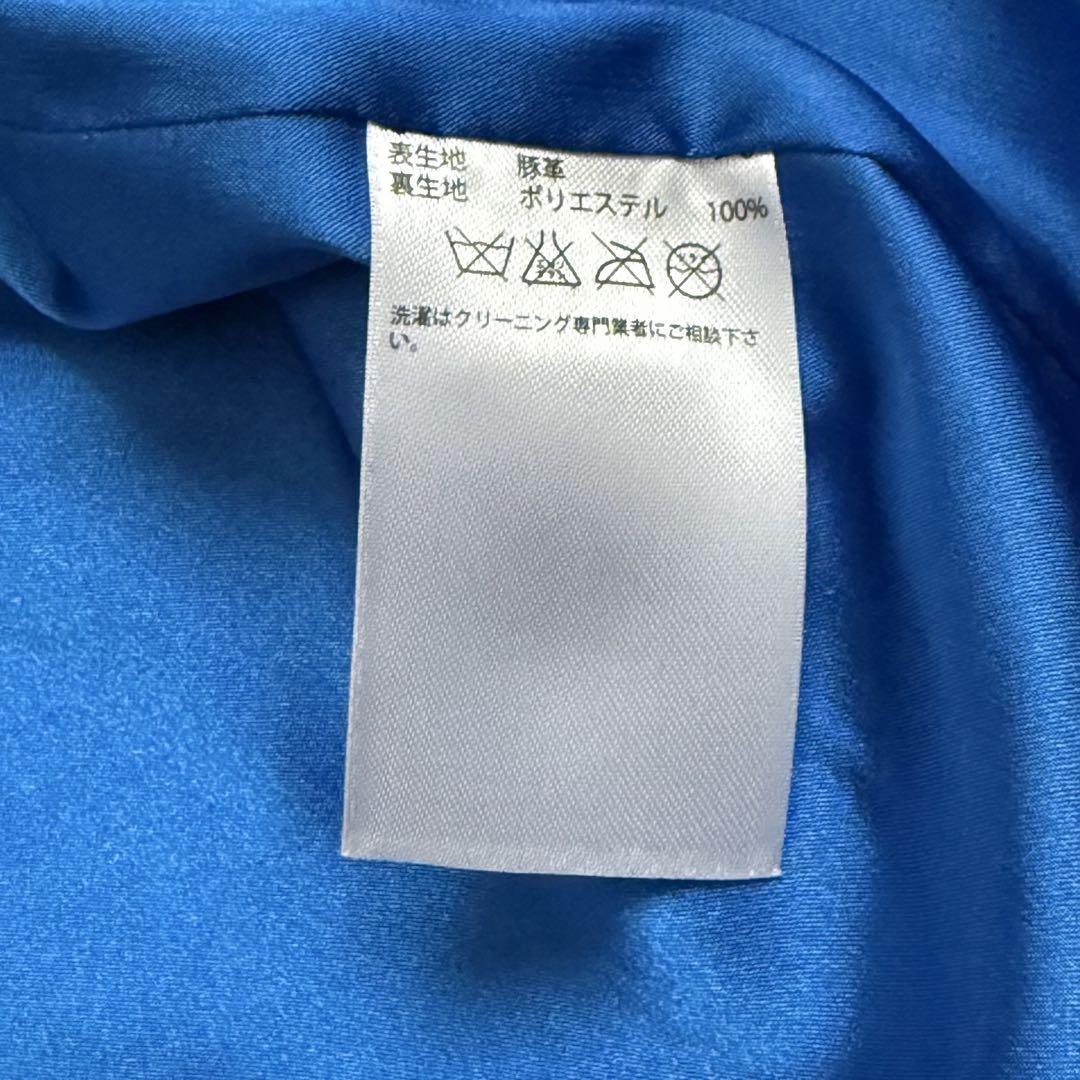 表生地 豚革
裏生地 ポリエステル 100%
洗濯はクリーニング専門業者にご相談下さ
い。